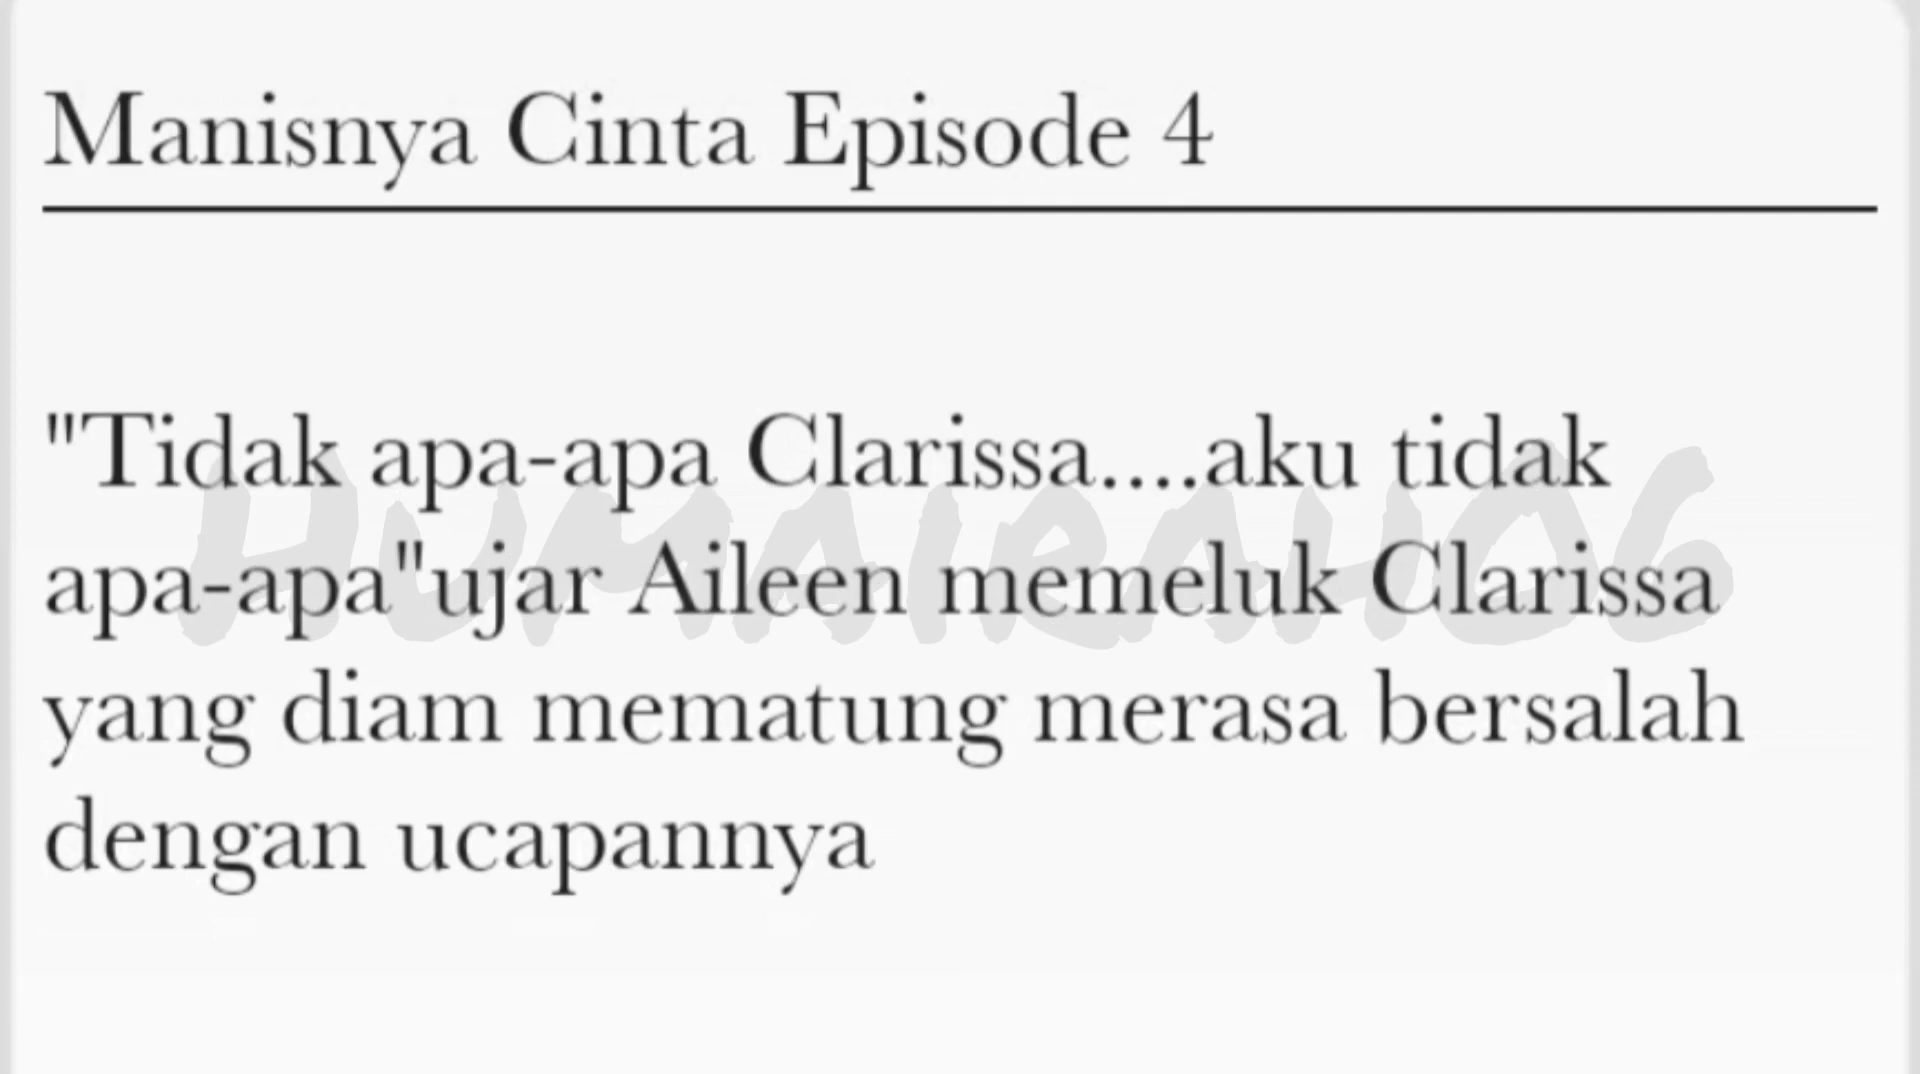 Manisnya Cinta Episode 4
"Tidak apa-apa Clarissa....aku tidak
apa-apa"ujar Aileen memeluk Clarissa
yang diam mematung merasa bersalah
dengan ucapannya
HUMAIRAH06